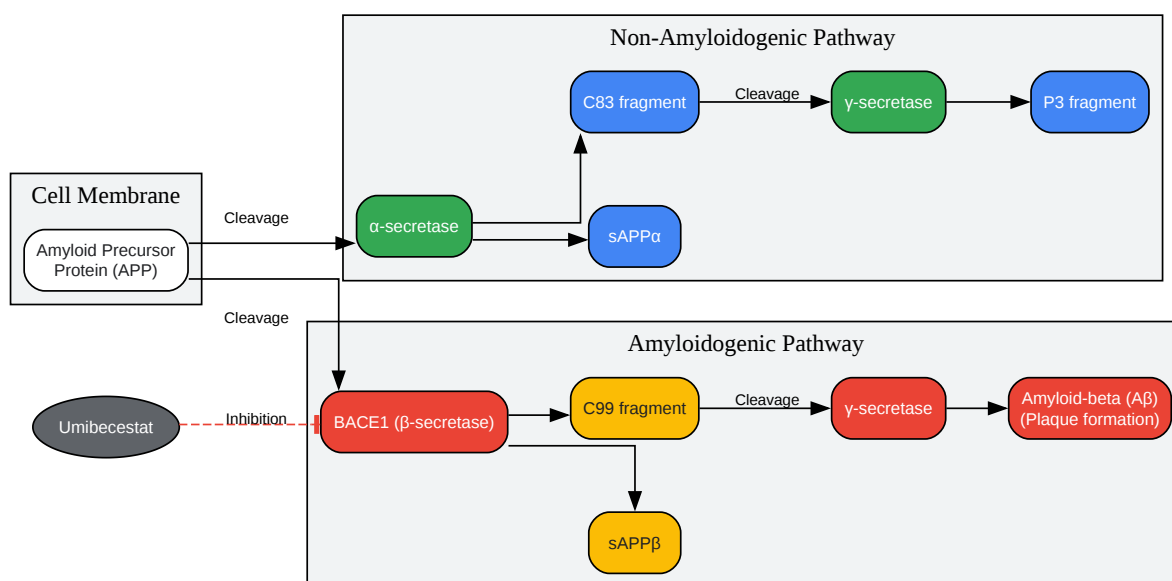 Non-Amyloidogenic Pathway
C83 fragment
Cleavage
γ-secretase
P3 fragment
Cell Membrane
Cleavage
α-secretase
sAPPα
Amyloid Precursor
Protein (APP)
Cleavage
Amyloidogenic Pathway
Umibecestat
Inhibition
BACE1 (β-secretase)
C99 fragment
Cleavage
γ-secretase
Amyloid-beta (Aβ)
(Plaque formation)
sAPPβ